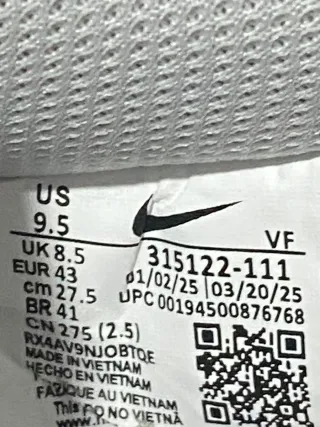 US
9.5
VF
UK 8.5
EUR 43
cm 27.5
BR 41
CN 275 (2.5)
315122-111
01/02/25 03/20/25
UPC 00194500876768
RX4AV9NJOBTQE
MADE IN VIETNAM
HECHO EN VIETNAM
FABRIQUE AU VIETNAM
NO VIETNÃ